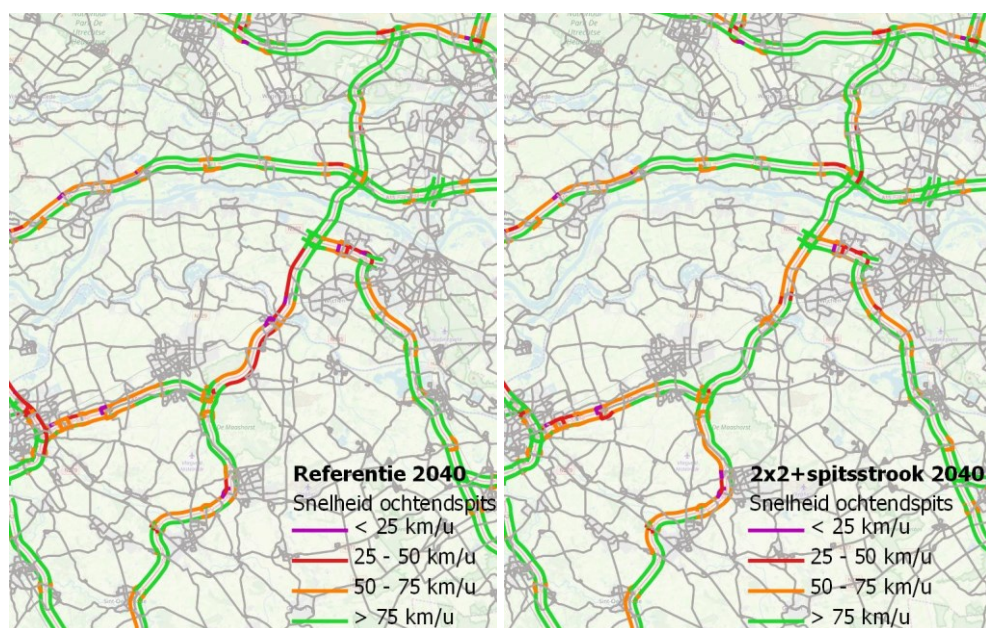 Referentie 2040
Snelheid ochtendspits
< 25 km/u
25 - 50 km/u
50 - 75 km/u
> 75 km/u
2x2+spitsstrook 2040
Snelheid ochtendspits
< 25 km/u
25 - 50 km/u
50 - 75 km/u
> 75 km/u